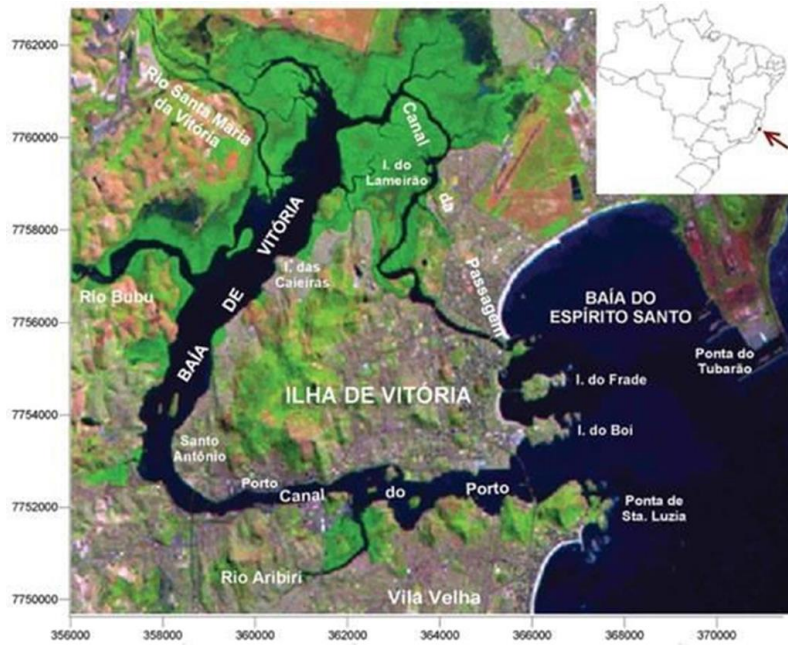 7762000
7760000
7758000
7756000
7754000
7752000
7750000
Rio Santa Maria
da Vitória
Canal
da
Passagem
I. do
Lameirão
BAÍA DE VITÓRIA
I. das
Caieiras
Rio Bubu
BAÍA DO
ESPÍRITO SANTO
Ponta do
Tubarão
ILHA DE VITÓRIA
I. do Frade
I. do Boi
Santo
Antônio
Porto
Canal do Porto
Ponta de
Sta. Luzia
Rio Aribiri
Vila Velha
356000 358000 360000 362000 364000 366000 368000 370000